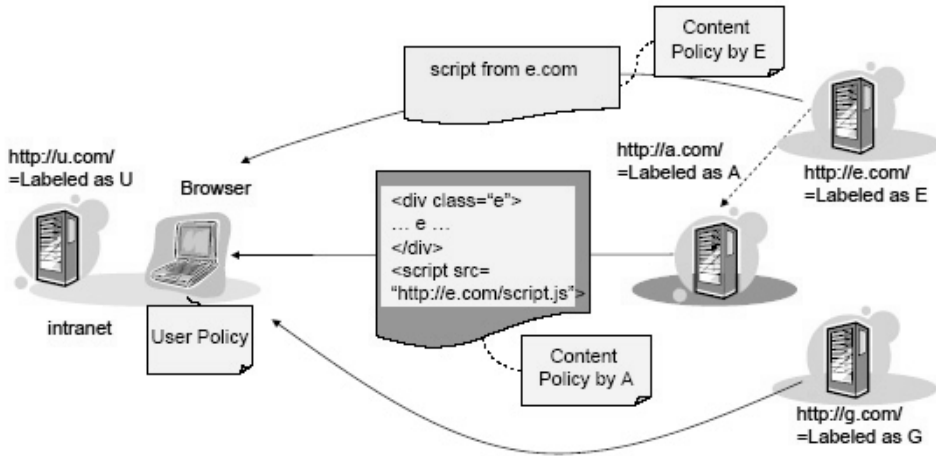 Content
Policy by E
script from e.com
http://u.com/
=Labeled as U
Browser
http://a.com/
=Labeled as A
http://e.com/
=Labeled as E
<div class=“e”>
… e …
</div>
<script src=
“http://e.com/script.js”>
intranet
User Policy
Content
Policy by A
http://g.com/
=Labeled as G